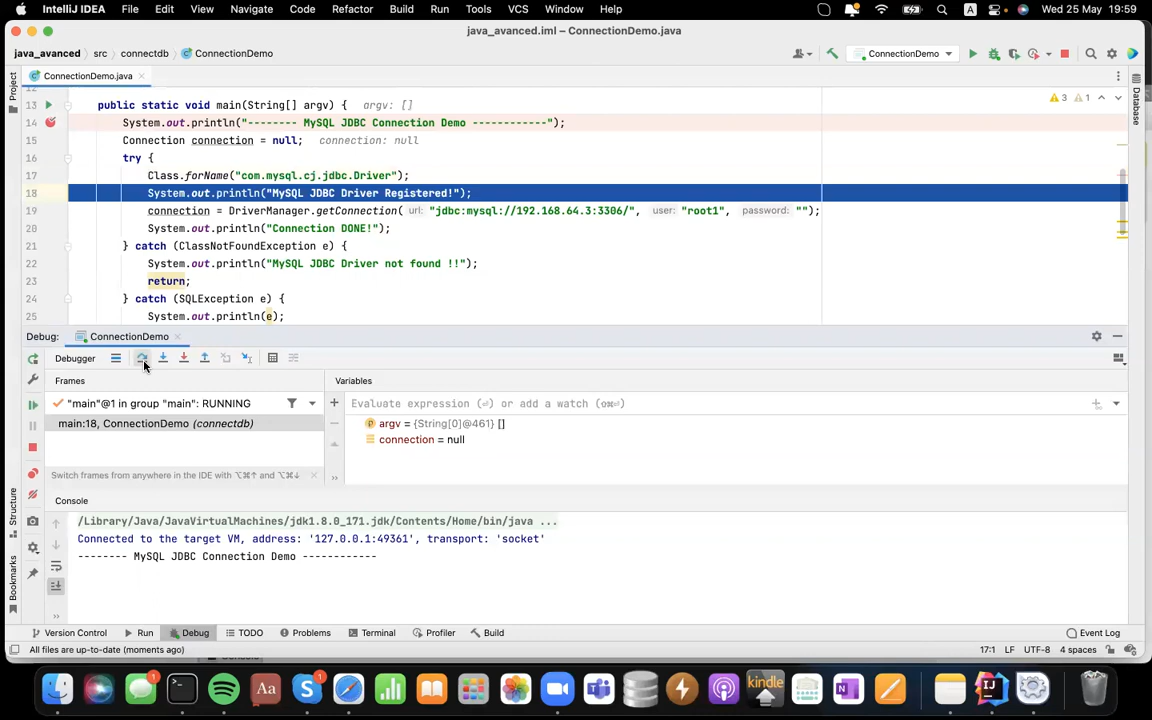 IntelliJ IDEA File Edit View Navigate Code Refactor Build Run Tools VCS Window Help A Wed 25 May 19:59
java_avanced.iml – ConnectionDemo.java
java_avanced src connectdb ConnectionDemo ConnectionDemo
ConnectionDemo.java
Project
Database
3 1
13 public static void main(String[] argv) { argv: []
14 System.out.println("-------- MySQL JDBC Connection Demo ------------");
15 Connection connection = null; connection: null
16 try {
17 Class.forName("com.mysql.cj.jdbc.Driver");
18 System.out.println("MySQL JDBC Driver Registered!");
19 connection = DriverManager.getConnection( url: "jdbc:mysql://192.168.64.3:3306/", user: "root1", password: "");
20 System.out.println("Connection DONE!");
21 } catch (ClassNotFoundException e) {
22 System.out.println("MySQL JDBC Driver not found !!");
23 return;
24 } catch (SQLException e) {
25 System.out.println(e);
Debug: ConnectionDemo
Debugger
Frames Variables
"main"@1 in group "main": RUNNING
Evaluate expression (⏎) or add a watch (⇧⌘⏎)
main:18, ConnectionDemo (connectdb)
argv = {String[0]@461} []
connection = null
Switch frames from anywhere in the IDE with ⌥⌘↑ and ⌥⌘↓
Console
/Library/Java/JavaVirtualMachines/jdk1.8.0_171.jdk/Contents/Home/bin/java ...
Connected to the target VM, address: '127.0.0.1:49361', transport: 'socket'
-------- MySQL JDBC Connection Demo ------------
Structure
Bookmarks
Version Control Run Debug TODO Problems Terminal Profiler Build Event Log
All files are up-to-date (moments ago) 17:1 LF UTF-8 4 spaces
1 Aa 1 kindle